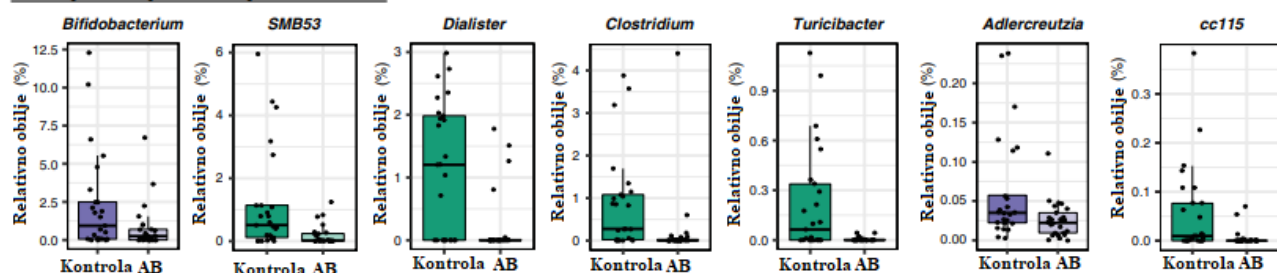 Bifidobacterium SMB53 Dialister Clostridium Turicibacter Adlercreutzia cc115
Relativno obilje (%)
12.5
10.0
7.5
5.0
2.5
0.0
Kontrola AB
Relativno obilje (%)
6
4
2
0
Kontrola AB
Relativno obilje (%)
3
2
1
0
Kontrola AB
Relativno obilje (%)
4
3
2
1
0
Kontrola AB
Relativno obilje (%)
0.9
0.6
0.3
0.0
Kontrola AB
Relativno obilje (%)
0.20
0.15
0.10
0.05
0.00
Kontrola AB
Relativno obilje (%)
0.3
0.2
0.1
0.0
Kontrola AB